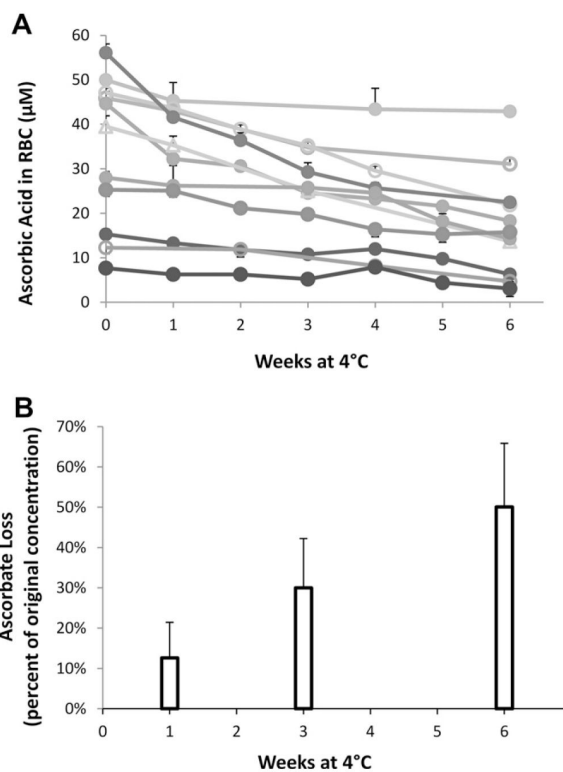 A
60
50
40
30
20
10
0
Ascorbic Acid in RBC (µM)
0 1 2 3 4 5 6
Weeks at 4°C
B
70%
60%
50%
40%
30%
20%
10%
0%
Ascorbate Loss
(percent of original concentration)
0 1 2 3 4 5 6
Weeks at 4°C